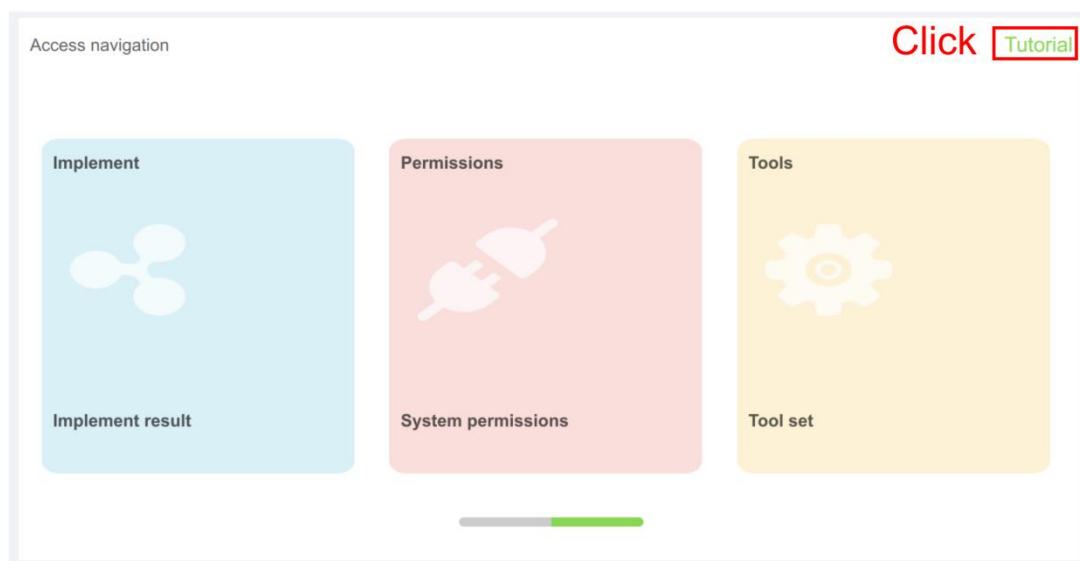 Access navigation
Click Tutorial
Implement
Permissions
Tools
Implement result
System permissions
Tool set